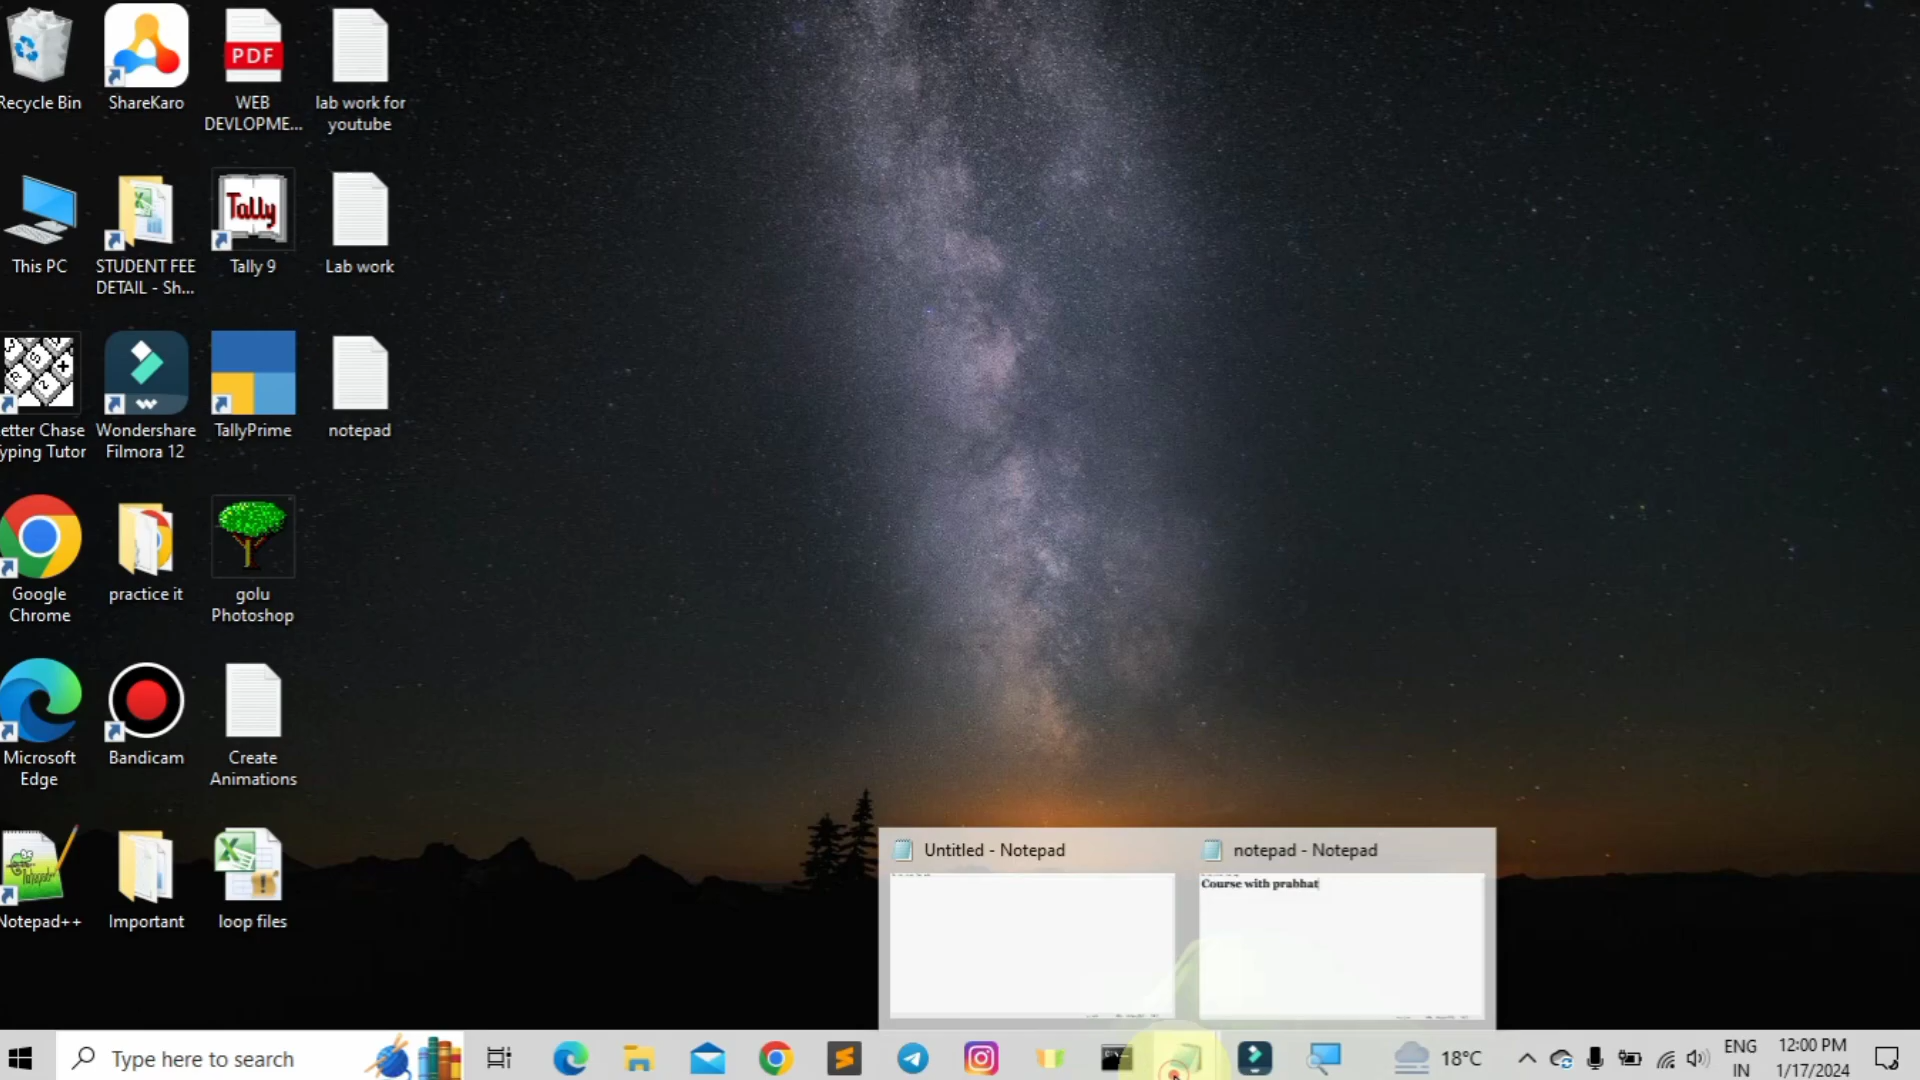 Recycle Bin
ShareKaro
PDF
WEB
DEVLOPME...
lab work for
youtube
This PC
STUDENT FEE
DETAIL - Sh...
Tally
Tally 9
Lab work
etter Chase
yping Tutor
Wondershare
Filmora 12
TallyPrime
notepad
Google
Chrome
practice it
golu
Photoshop
Microsoft
Edge
Bandicam
Create
Animations
Notepad++
Important
loop files
Untitled - Notepad
notepad - Notepad
Course with prabhat
Type here to search
18°C
ENG
IN
12:00 PM
1/17/2024